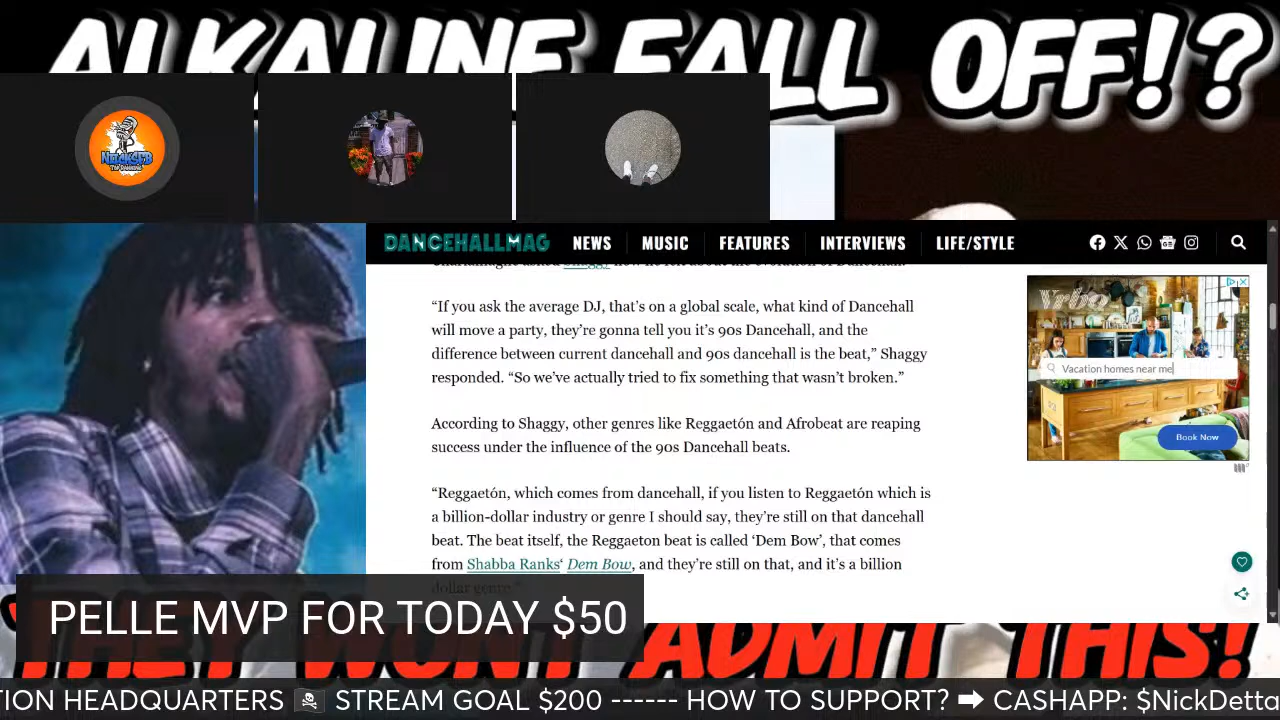 ALKALINE FALL OFF!?
NEWS
MUSIC
FEATURES
INTERVIEWS
LIFE/STYLE
DANCEHALLMAG
Shaggy
“If you ask the average DJ, that’s on a global scale, what kind of Dancehall
will move a party, they’re gonna tell you it’s 90s Dancehall, and the
difference between current dancehall and 90s dancehall is the beat,” Shaggy
responded. “So we’ve actually tried to fix something that wasn’t broken.”
According to Shaggy, other genres like Reggaetón and Afrobeat are reaping
success under the influence of the 90s Dancehall beats.
“Reggaetón, which comes from dancehall, if you listen to Reggaetón which is
a billion-dollar industry or genre I should say, they’re still on that dancehall
beat. The beat itself, the Reggaeton beat is called ‘Dem Bow’, that comes
from Shabba Ranks‘ Dem Bow, and they’re still on that, and it’s a billion
dollar genre.”
Vrbo
Vacation homes near me
Book Now
PELLE MVP FOR TODAY $50
THEY WONT ADMIT THIS!
TION HEADQUARTERS ☠ STREAM GOAL $200 ------ HOW TO SUPPORT? ➡ CASHAPP: $NickDetta